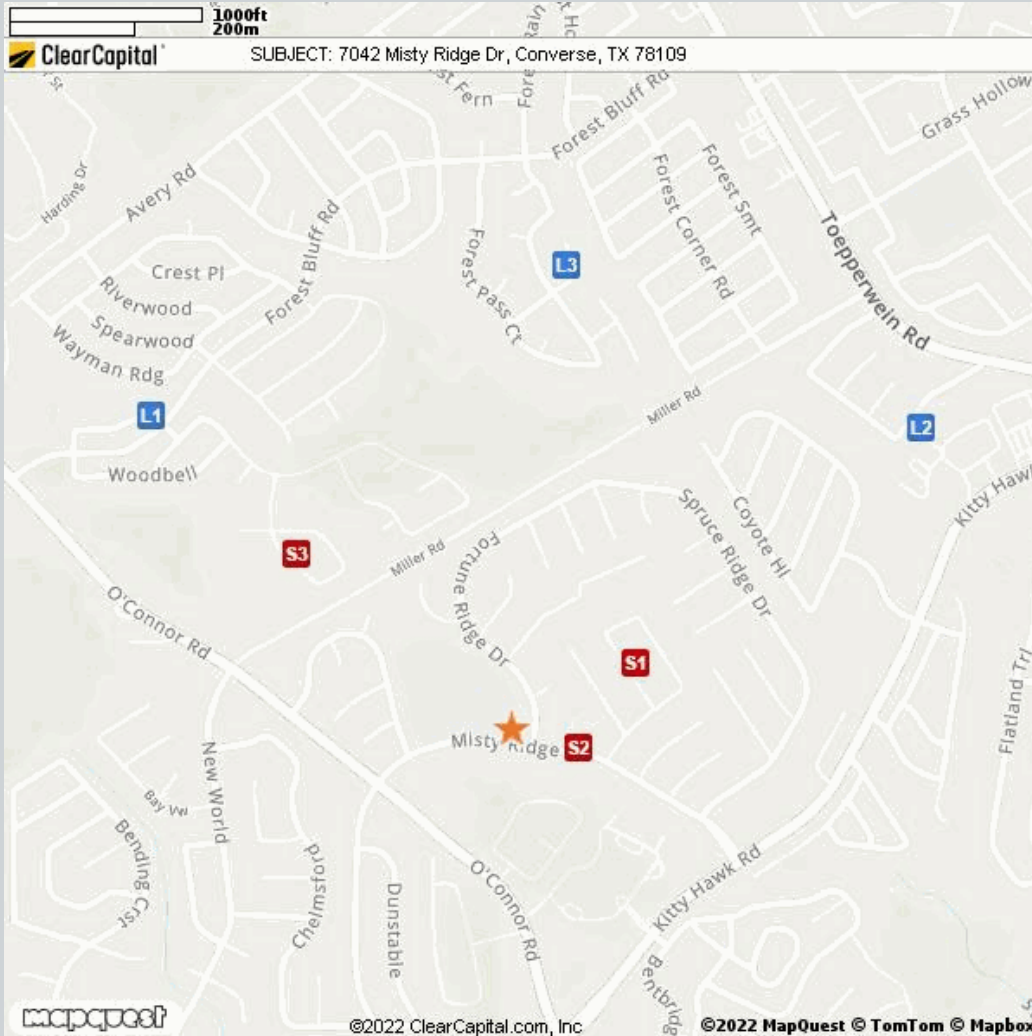 1000ft
200m
ClearCapital
SUBJECT: 7042 Misty Ridge Dr, Converse, TX 78109
Grass Hollow
Forest Bluff Rd
Harding Dr
Avery Rd
Forest Smt
Forest Corner Rd
Forest Bluff Rd
Toepperwein Rd
Forest Pass Ct
L3
Crest Pl
Riverwood
Spearwood
Wayman Rdg
L1
Miller Rd
L2
Woodbell
Kitty Haw
Spruce Ridge Dr
Coyote Hl
Fortune Ridge Dr
Miller Rd
S3
O'Connor Rd
S1
Flatland Trl
Misty Ridge
S2
New World
Bay Vw
Bending Crst
Chelmsford
Dunstable
O'Connor Rd
Kitty Hawk Rd
Bentbridg
mapquest
©2022 ClearCapital.com, Inc
©2022 MapQuest © TomTom © Mapbox